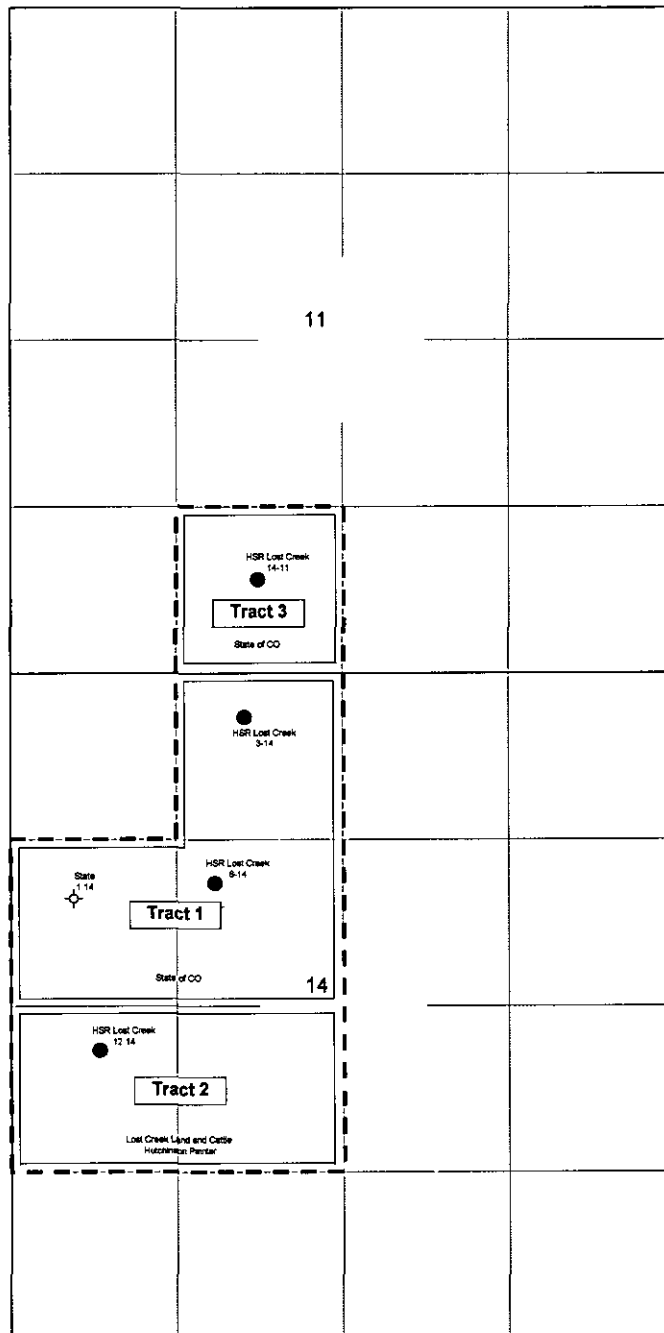 11
HSR Lost Creek
14-11
Tract 3
State of CO
HSR Lost Creek
3-14
State
1-14
HSR Lost Creek
6-14
Tract 1
State of CO
14
HSR Lost Creek
12-14
Tract 2
Lost Creek Land and Cattle
Hutchinson Painter